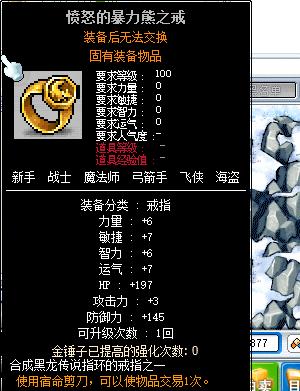 愤怒的暴力熊之戒
装备后无法交换
固有装备物品
要求等级： 100
要求力量： 0
要求敏捷： 0
要求智力： 0
要求运气： 0
要求人气度： -
道具等级： -
道具经验值： -
新手 战士 魔法师 弓箭手 飞侠 海盗
装备分类 : 戒指
力量 : +6
敏捷 : +7
智力 : +6
运气 : +7
HP : +197
攻击力 : +3
防御力 : +145
可升级次数 : 1回
金锤子已提高的强化次数: 0
合成黑龙传说指环的戒指之一
使用宿命剪刀，可以使物品交易1次。
377